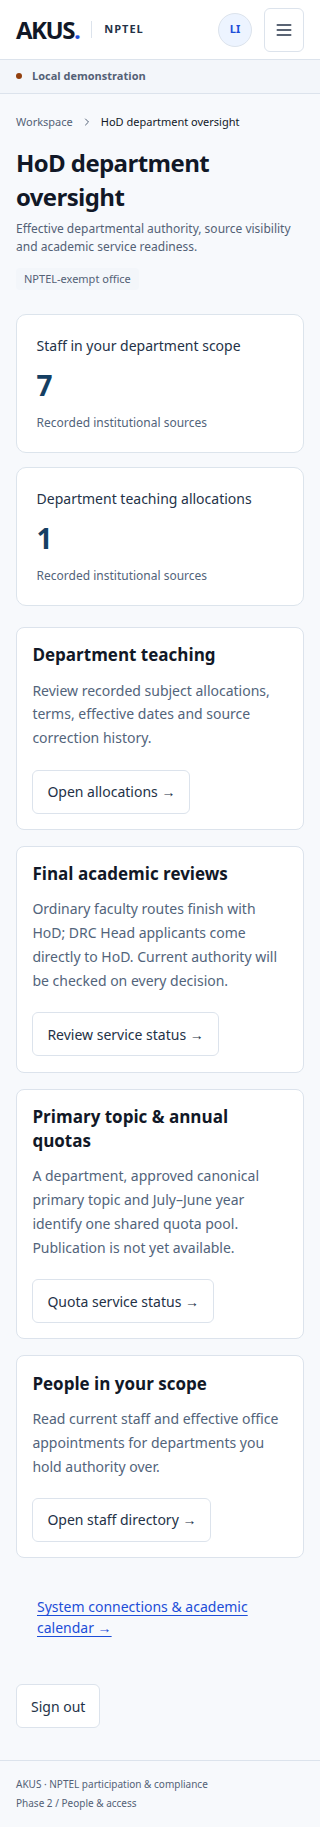 AKUS. NPTEL LI
Local demonstration
Workspace > HoD department oversight
HoD department
oversight
Effective departmental authority, source visibility
and academic service readiness.
NPTEL-exempt office
Staff in your department scope
7
Recorded institutional sources
Department teaching allocations
1
Recorded institutional sources
Department teaching
Review recorded subject allocations,
terms, effective dates and source
correction history.
Open allocations →
Final academic reviews
Ordinary faculty routes finish with
HoD; DRC Head applicants come
directly to HoD. Current authority will
be checked on every decision.
Review service status →
Primary topic & annual
quotas
A department, approved canonical
primary topic and July–June year
identify one shared quota pool.
Publication is not yet available.
Quota service status →
People in your scope
Read current staff and effective office
appointments for departments you
hold authority over.
Open staff directory →
System connections & academic
calendar →
Sign out
AKUS · NPTEL participation & compliance
Phase 2 / People & access